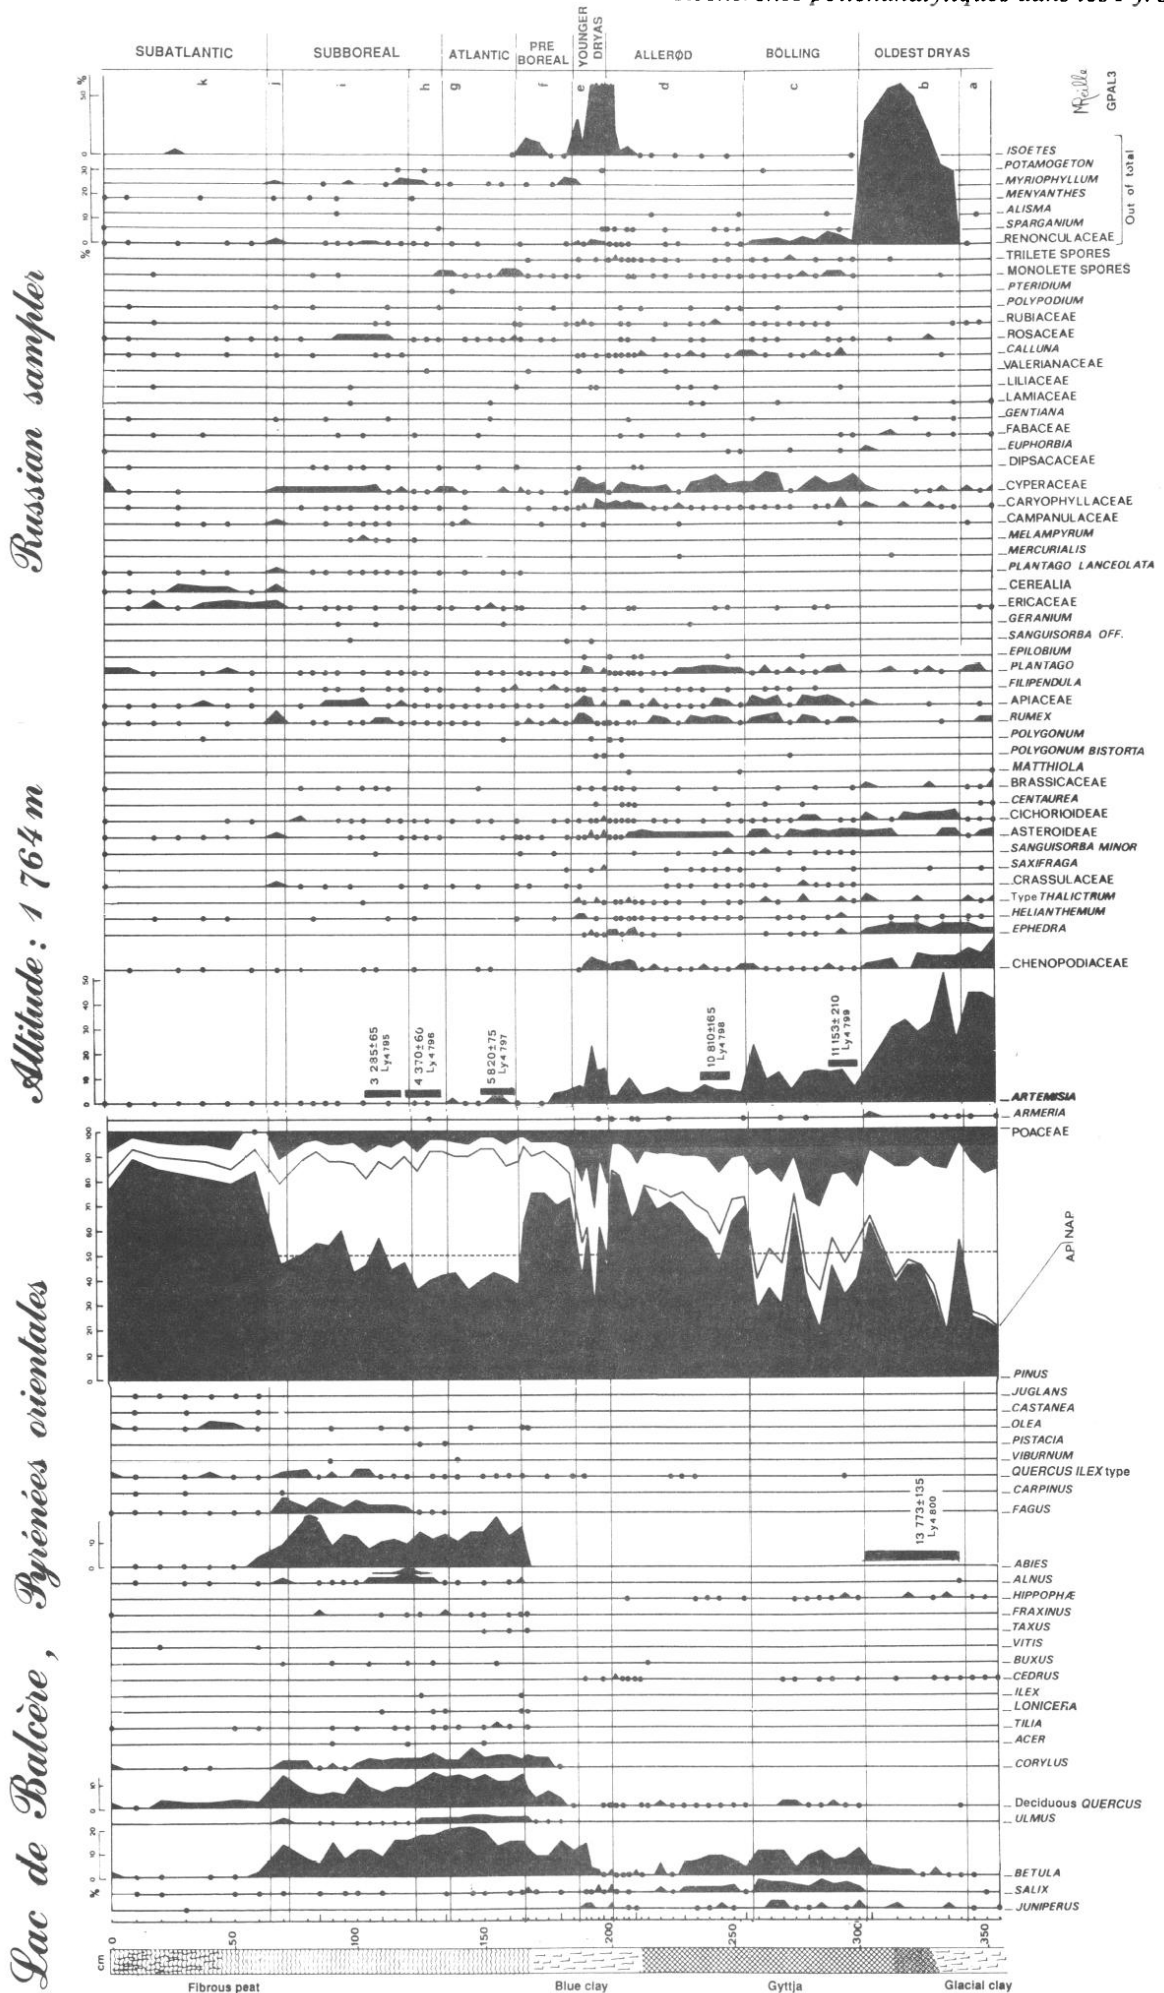 SUBATLANTIC
SUBBOREAL
ATLANTIC
PRE BOREAL
YOUNGER DRYAS
ALLERØD
BÖLLING
OLDEST DRYAS
k
j
i
h
g
f
e
d
c
b
a
MReille
GPAL3
ISOETES
POTAMOGETON
MYRIOPHYLLUM
MENYANTHES
ALISMA
SPARGANIUM
RENONCULACEAE
Out of total
TRILETE SPORES
MONOLETE SPORES
PTERIDIUM
POLYPODIUM
RUBIACEAE
ROSACEAE
CALLUNA
VALERIANACEAE
LILIACEAE
LAMIACEAE
GENTIANA
FABACEAE
EUPHORBIA
DIPSACACEAE
CYPERACEAE
CARYOPHYLLACEAE
CAMPANULACEAE
MELAMPYRUM
MERCURIALIS
PLANTAGO LANCEOLATA
CEREALIA
ERICACEAE
GERANIUM
SANGUISORBA OFF.
EPILOBIUM
PLANTAGO
FILIPENDULA
APIACEAE
RUMEX
POLYGONUM
POLYGONUM BISTORTA
MATTHIOLA
BRASSICACEAE
CENTAUREA
CICHORIOIDEAE
ASTEROIDEAE
SANGUISORBA MINOR
SAXIFRAGA
CRASSULACEAE
Type THALICTRUM
HELIANTHEMUM
EPHEDRA
CHENOPODIACEAE
3 285±65
Ly4795
4 370±60
Ly4796
5820±75
Ly4797
10 810±165
Ly4798
11153±210
Ly4799
ARTEMISIA
ARMERIA
POACEAE
AP/NAP
PINUS
JUGLANS
CASTANEA
OLEA
PISTACIA
VIBURNUM
QUERCUS ILEX type
CARPINUS
FAGUS
13 773±135
Ly4800
ABIES
ALNUS
HIPPOPHÆ
FRAXINUS
TAXUS
VITIS
BUXUS
CEDRUS
ILEX
LONICERA
TILIA
ACER
CORYLUS
Deciduous QUERCUS
ULMUS
BETULA
SALIX
JUNIPERUS
cm 0 50 100 150 200 250 300 350
Fibrous peat
Blue clay
Gyttja
Glacial clay
Lac de Balcère, Pyrénées orientales Altitude: 1 764 m Russian sampler